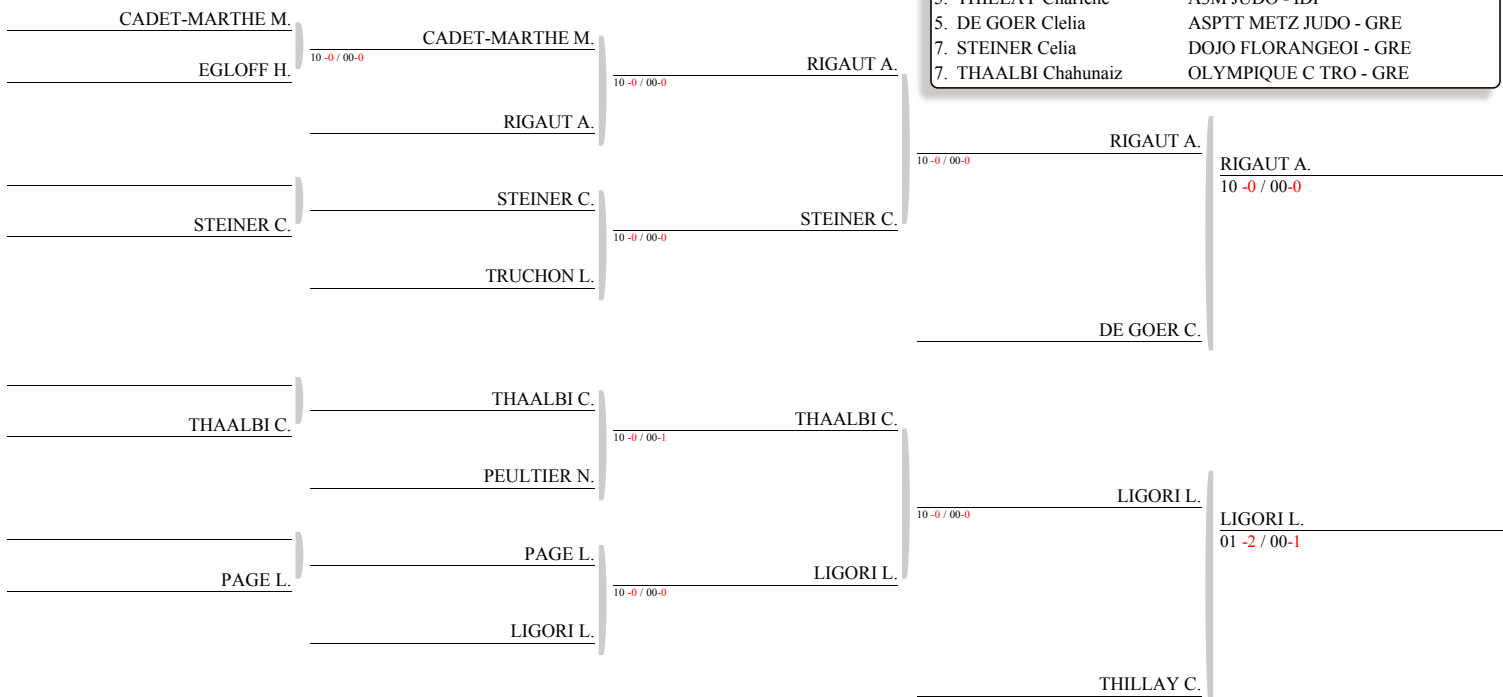 5. THILLAY Charlene JUDO - IDF
5. DE GOER Clelia ASPTT METZ JUDO - GRE
7. STEINER Celia DOJO FLORANGEOI - GRE
7. THAALBI Chahunaiz OLYMPIQUE C TRO - GRE
CADET-MARTHE M.
EGLOFF H.
STEINER C.
THAALBI C.
PAGE L.
CADET-MARTHE M.
10 -0 / 00-0
RIGAUT A.
STEINER C.
TRUCHON L.
THAALBI C.
PEULTIER N.
PAGE L.
LIGORI L.
RIGAUT A.
10 -0 / 00-0
STEINER C.
10 -0 / 00-0
THAALBI C.
10 -0 / 00-1
LIGORI L.
10 -0 / 00-0
RIGAUT A.
10 -0 / 00-0
DE GOER C.
LIGORI L.
10 -0 / 00-0
THILLAY C.
RIGAUT A.
10 -0 / 00-0
LIGORI L.
01 -2 / 00-1